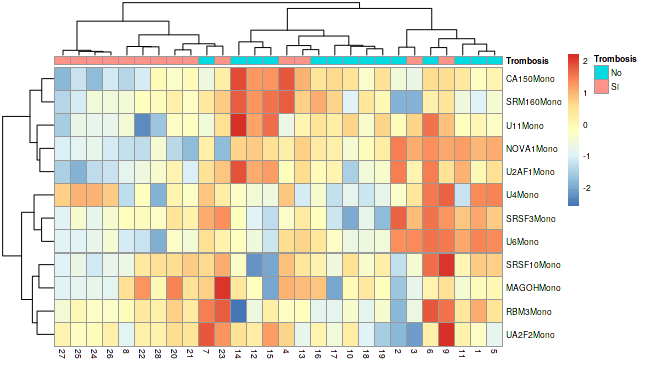 Trombosis
CA150Mono
SRM160Mono
U11Mono
NOVA1Mono
U2AF1Mono
U4Mono
SRSF3Mono
U6Mono
SRSF10Mono
MAGOHMono
RBM3Mono
UA2F2Mono
27 25 24 26 8 22 28 20 21 7 23 14 12 15 4 13 16 17 10 18 19 2 3 6 9 11 1 5
2
1
0
-1
-2
Trombosis
No
SI